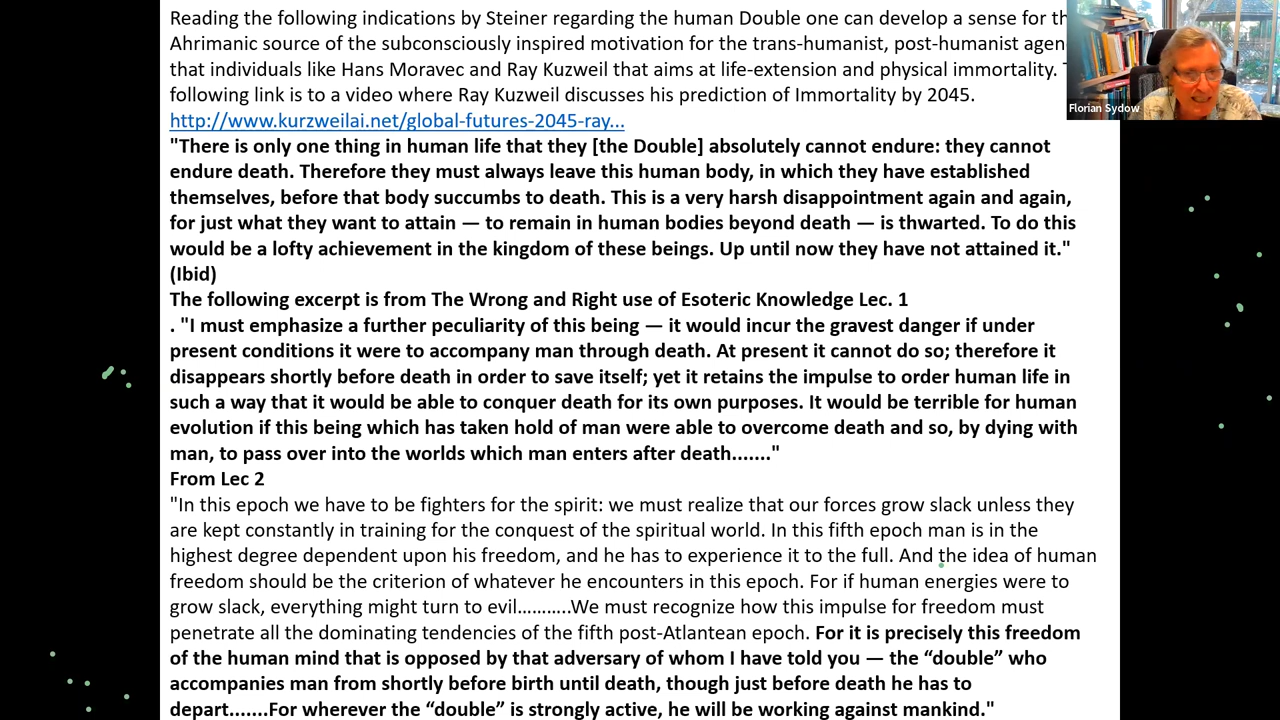 Reading the following indications by Steiner regarding the human Double one can develop a sense for th
Ahrimanic source of the subconsciously inspired motivation for the trans-humanist, post-humanist agen
that individuals like Hans Moravec and Ray Kuzweil that aims at life-extension and physical immortality. T
following link is to a video where Ray Kuzweil discusses his prediction of Immortality by 2045.
http://www.kurzweilai.net/global-futures-2045-ray...
"There is only one thing in human life that they [the Double] absolutely cannot endure: they cannot
endure death. Therefore they must always leave this human body, in which they have established
themselves, before that body succumbs to death. This is a very harsh disappointment again and again,
for just what they want to attain — to remain in human bodies beyond death — is thwarted. To do this
would be a lofty achievement in the kingdom of these beings. Up until now they have not attained it."
(Ibid)
The following excerpt is from The Wrong and Right use of Esoteric Knowledge Lec. 1
. "I must emphasize a further peculiarity of this being — it would incur the gravest danger if under
present conditions it were to accompany man through death. At present it cannot do so; therefore it
disappears shortly before death in order to save itself; yet it retains the impulse to order human life in
such a way that it would be able to conquer death for its own purposes. It would be terrible for human
evolution if this being which has taken hold of man were able to overcome death and so, by dying with
man, to pass over into the worlds which man enters after death......."
From Lec 2
"In this epoch we have to be fighters for the spirit: we must realize that our forces grow slack unless they
are kept constantly in training for the conquest of the spiritual world. In this fifth epoch man is in the
highest degree dependent upon his freedom, and he has to experience it to the full. And the idea of human
freedom should be the criterion of whatever he encounters in this epoch. For if human energies were to
grow slack, everything might turn to evil..........We must recognize how this impulse for freedom must
penetrate all the dominating tendencies of the fifth post-Atlantean epoch. For it is precisely this freedom
of the human mind that is opposed by that adversary of whom I have told you — the “double” who
accompanies man from shortly before birth until death, though just before death he has to
depart.......For wherever the “double” is strongly active, he will be working against mankind."
Florian Sydow